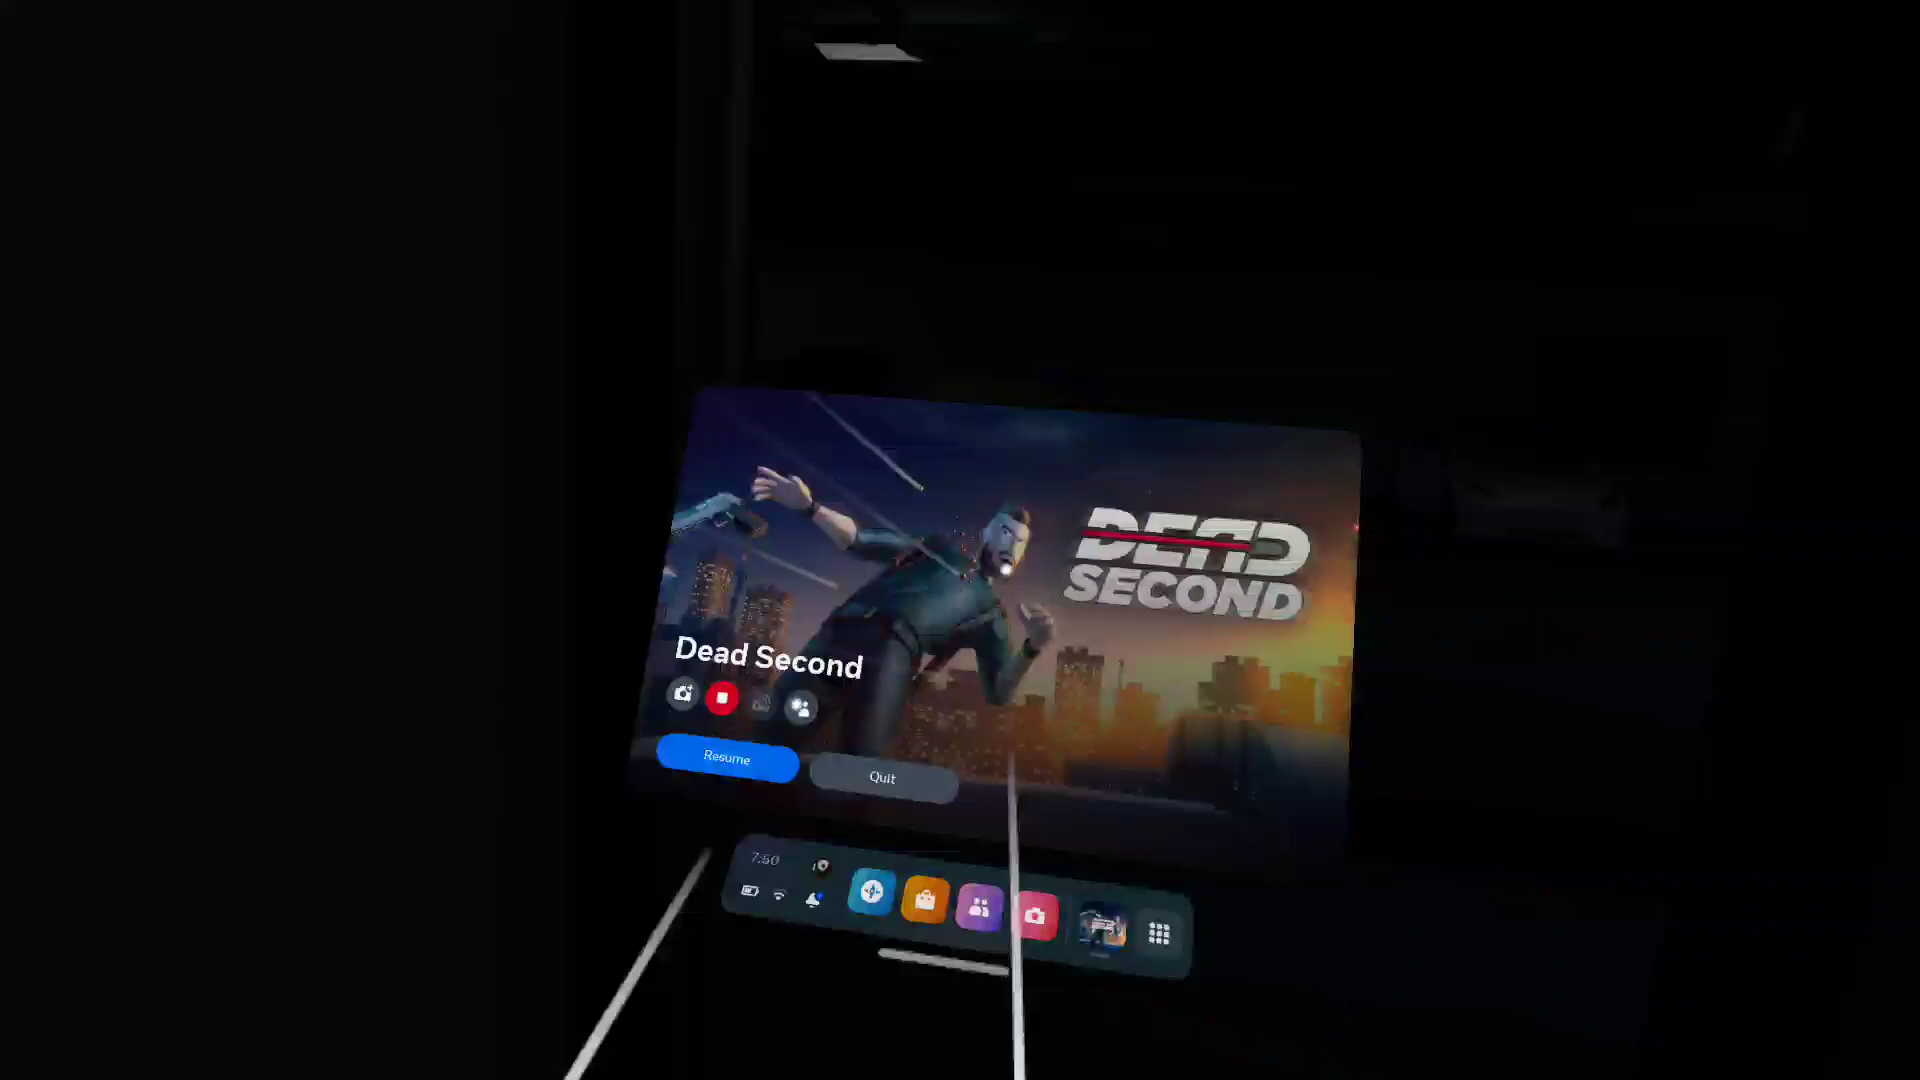 DEAD
SECOND
Dead Second
Resume
Quit
7:50